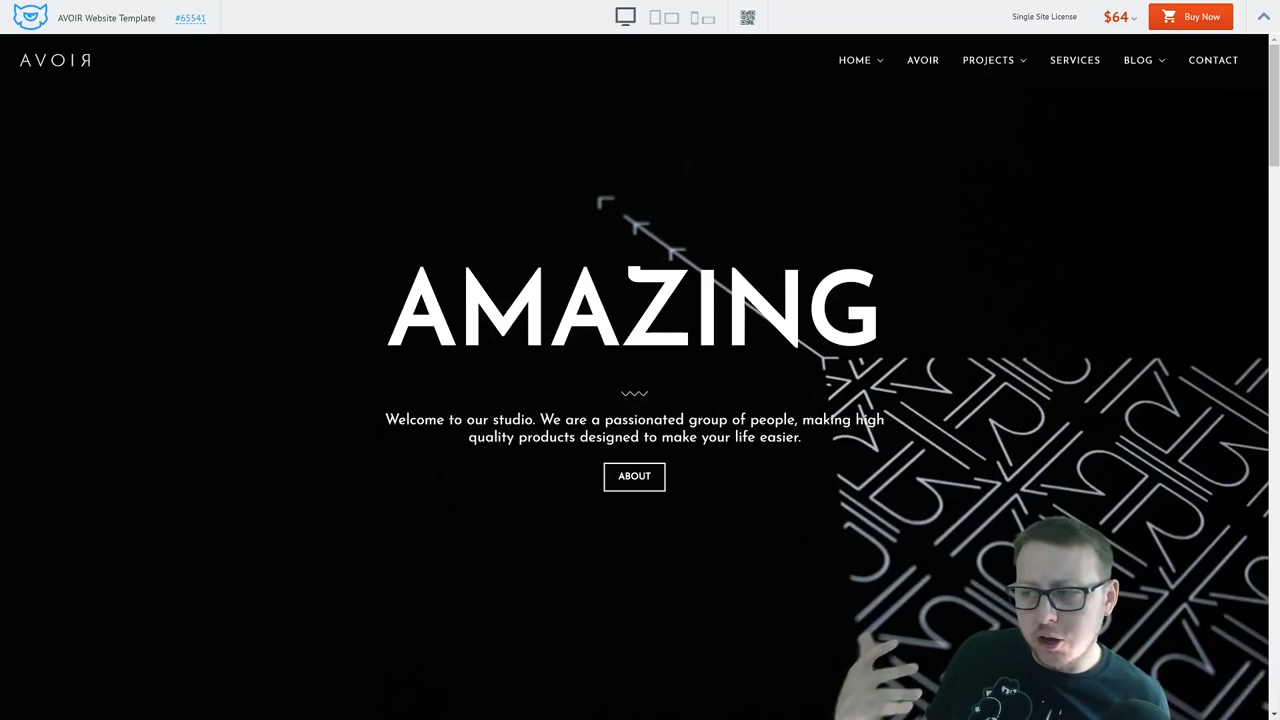 AVOIR Website Template #65541 Single Site License $64 Buy Now
AVOIЯ HOME AVOIR PROJECTS SERVICES BLOG CONTACT
AMAZING
Welcome to our studio. We are a passionated group of people, making high
quality products designed to make your life easier.
ABOUT